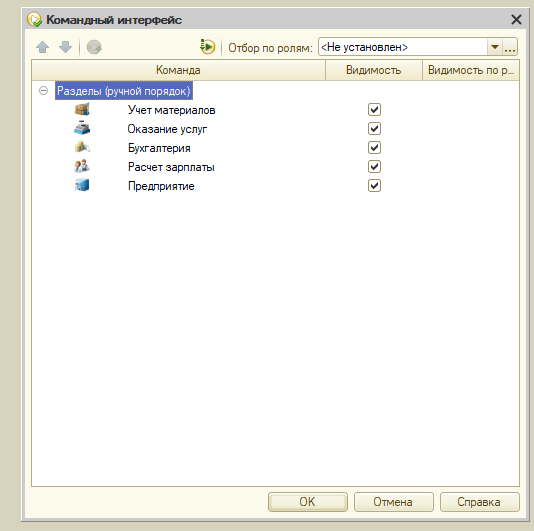 Командный интерфейс
Отбор по ролям: <Не установлен>
Команда Видимость Видимость по р...
Разделы (ручной порядок)
Учет материалов
Оказание услуг
Бухгалтерия
Расчет зарплаты
Предприятие
OK Отмена Справка